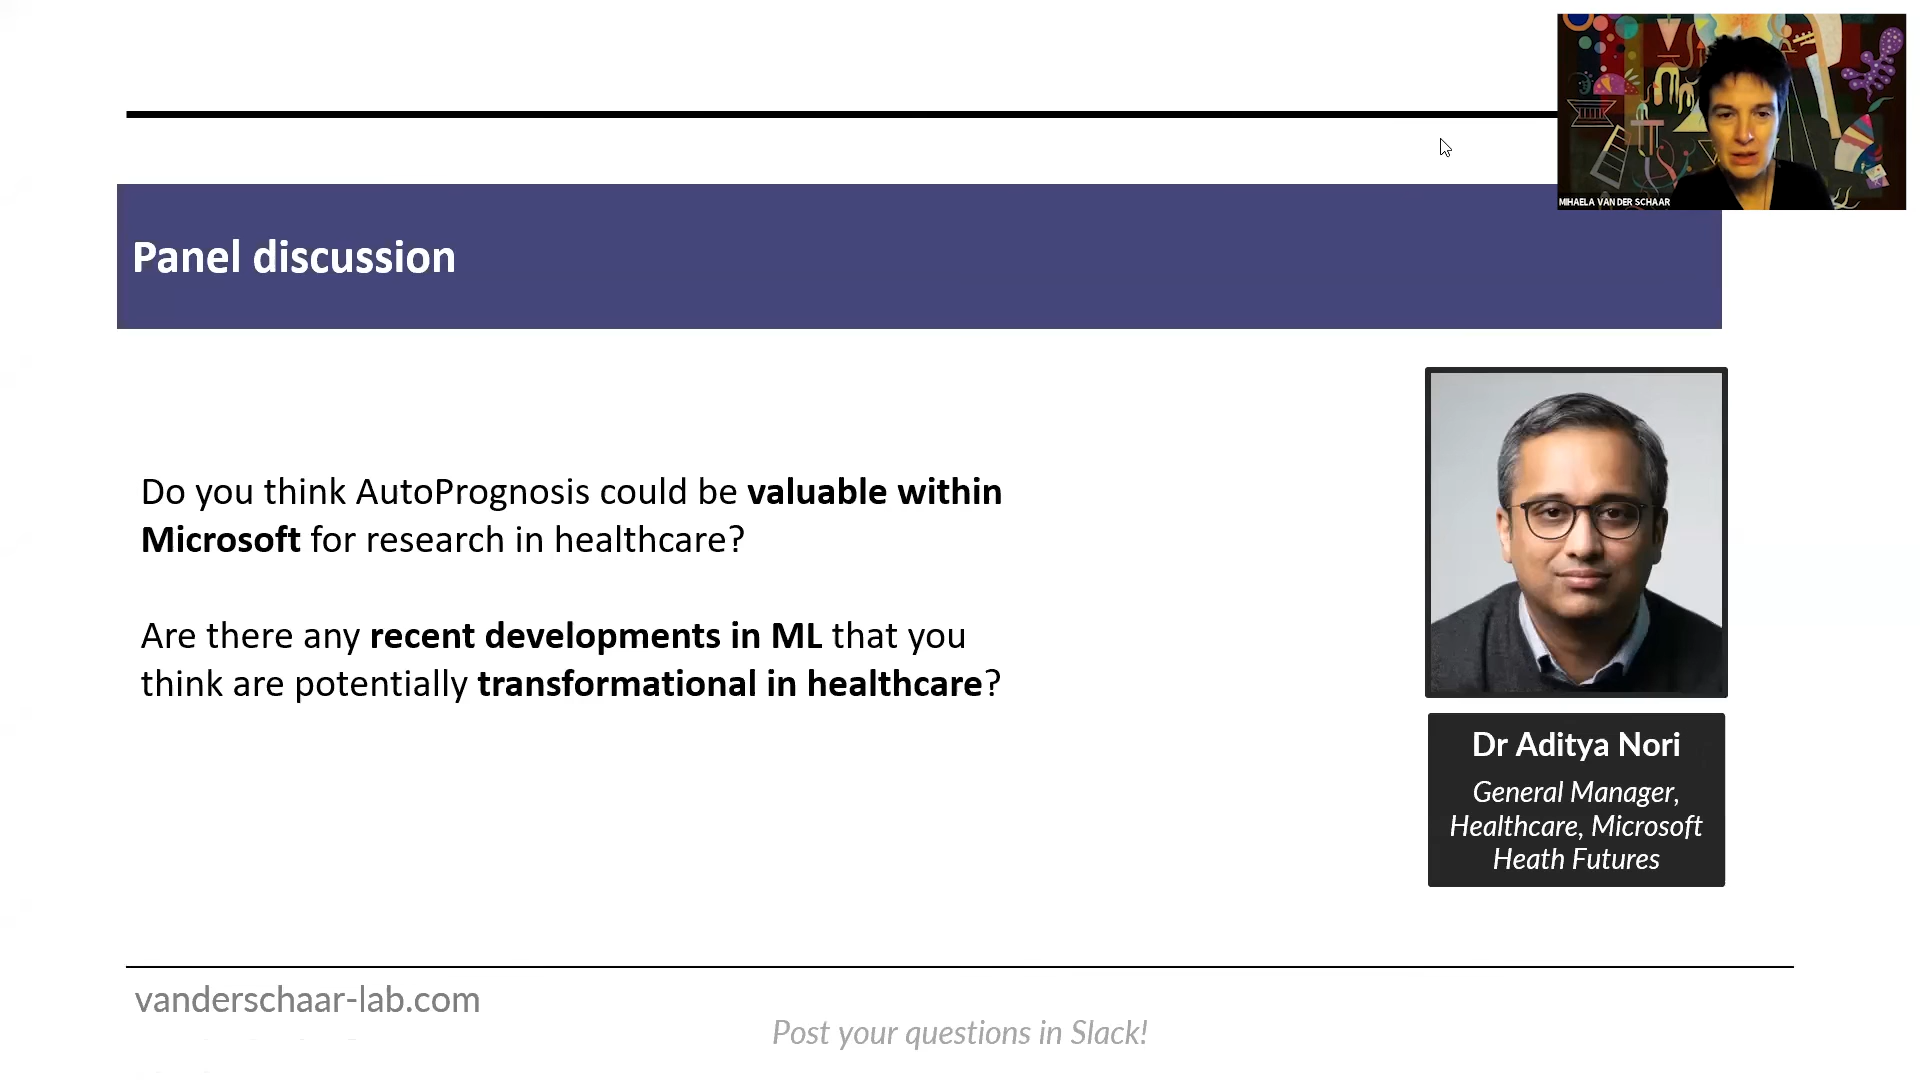 MIHAELA VAN DER SCHAAR
Panel discussion
Do you think AutoPrognosis could be valuable within
Microsoft for research in healthcare?
Are there any recent developments in ML that you
think are potentially transformational in healthcare?
Dr Aditya Nori
General Manager,
Healthcare, Microsoft
Heath Futures
vanderschaar-lab.com
Post your questions in Slack!